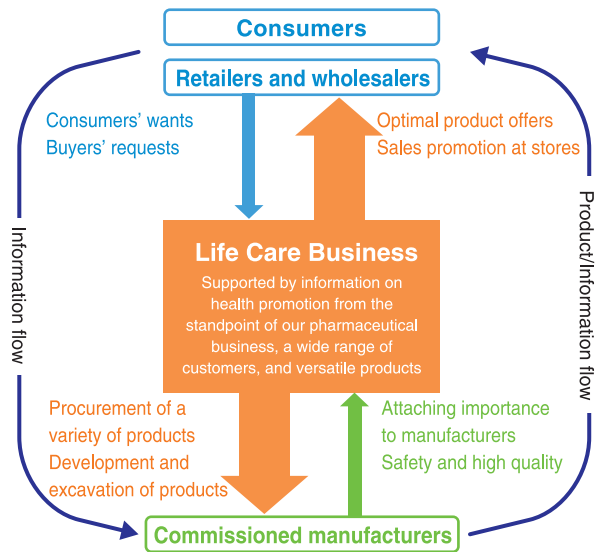 Consumers
Retailers and wholesalers
Consumers’ wants
Buyers’ requests
Optimal product offers
Sales promotion at stores
Information flow
Product/Information flow
Life Care Business
Supported by information on
health promotion from the
standpoint of our pharmaceutical
business, a wide range of
customers, and versatile products
Procurement of a
variety of products
Development and
excavation of products
Attaching importance
to manufacturers
Safety and high quality
Commissioned manufacturers